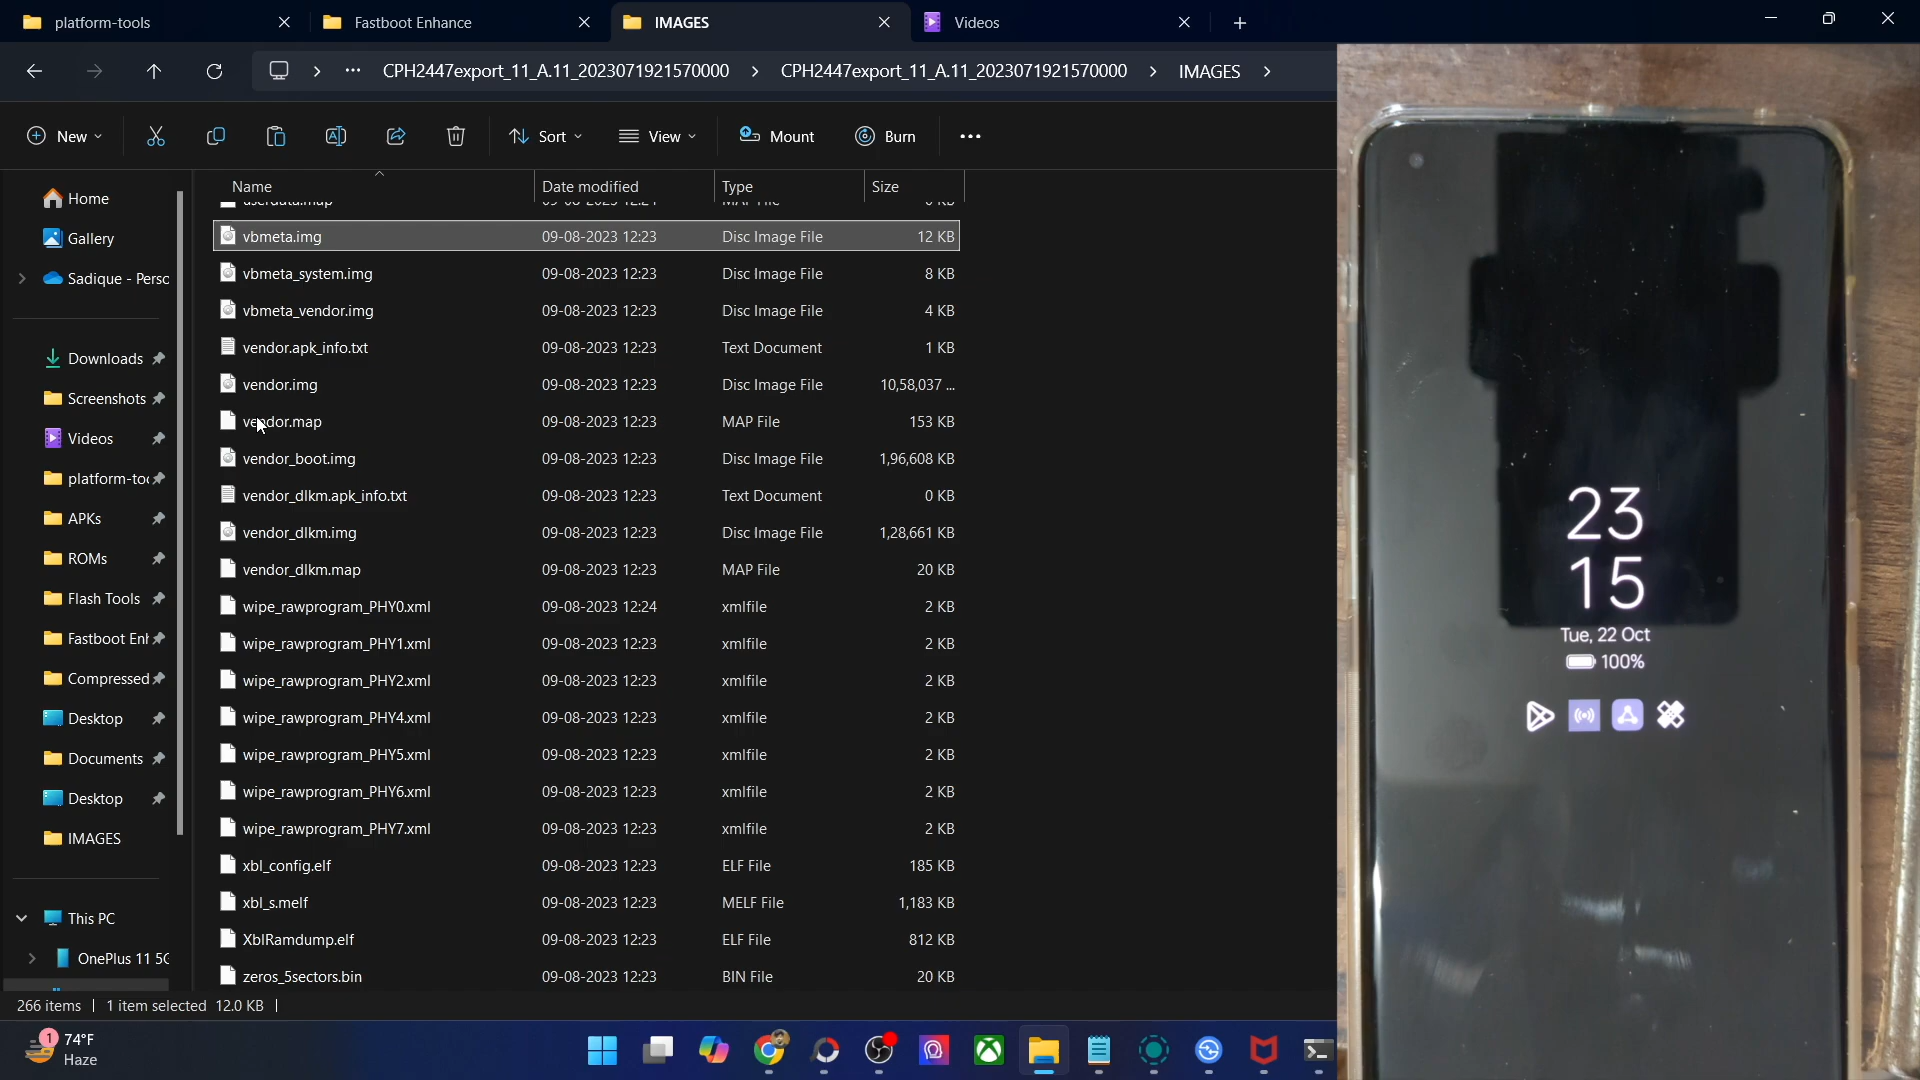 platform-tools
Fastboot Enhance
IMAGES
Videos
CPH2447export_11_A.11_2023071921570000
CPH2447export_11_A.11_2023071921570000
IMAGES
New
Sort
View
Mount
Burn
Name
Date modified
Type
Size
vbmeta.img 09-08-2023 12:23 Disc Image File 12 KB
vbmeta_system.img 09-08-2023 12:23 Disc Image File 8 KB
vbmeta_vendor.img 09-08-2023 12:23 Disc Image File 4 KB
vendor.apk_info.txt 09-08-2023 12:23 Text Document 1 KB
vendor.img 09-08-2023 12:23 Disc Image File 10,58,037 ...
vendor.map 09-08-2023 12:23 MAP File 153 KB
vendor_boot.img 09-08-2023 12:23 Disc Image File 1,96,608 KB
vendor_dlkm.apk_info.txt 09-08-2023 12:23 Text Document 0 KB
vendor_dlkm.img 09-08-2023 12:23 Disc Image File 1,28,661 KB
vendor_dlkm.map 09-08-2023 12:23 MAP File 20 KB
wipe_rawprogram_PHY0.xml 09-08-2023 12:24 xmlfile 2 KB
wipe_rawprogram_PHY1.xml 09-08-2023 12:23 xmlfile 2 KB
wipe_rawprogram_PHY2.xml 09-08-2023 12:23 xmlfile 2 KB
wipe_rawprogram_PHY4.xml 09-08-2023 12:23 xmlfile 2 KB
wipe_rawprogram_PHY5.xml 09-08-2023 12:23 xmlfile 2 KB
wipe_rawprogram_PHY6.xml 09-08-2023 12:23 xmlfile 2 KB
wipe_rawprogram_PHY7.xml 09-08-2023 12:23 xmlfile 2 KB
xbl_config.elf 09-08-2023 12:23 ELF File 185 KB
xbl_s.melf 09-08-2023 12:23 MELF File 1,183 KB
XblRamdump.elf 09-08-2023 12:23 ELF File 812 KB
zeros_5sectors.bin 09-08-2023 12:23 BIN File 20 KB
Home
Gallery
Sadique - Perso
Downloads
Screenshots
Videos
platform-too
APKs
ROMs
Flash Tools
Fastboot Enh
Compressed
Desktop
Documents
Desktop
IMAGES
This PC
OnePlus 11 5G
266 items
1 item selected 12.0 KB
1
74°F
Haze
23
15
Tue, 22 Oct
100%